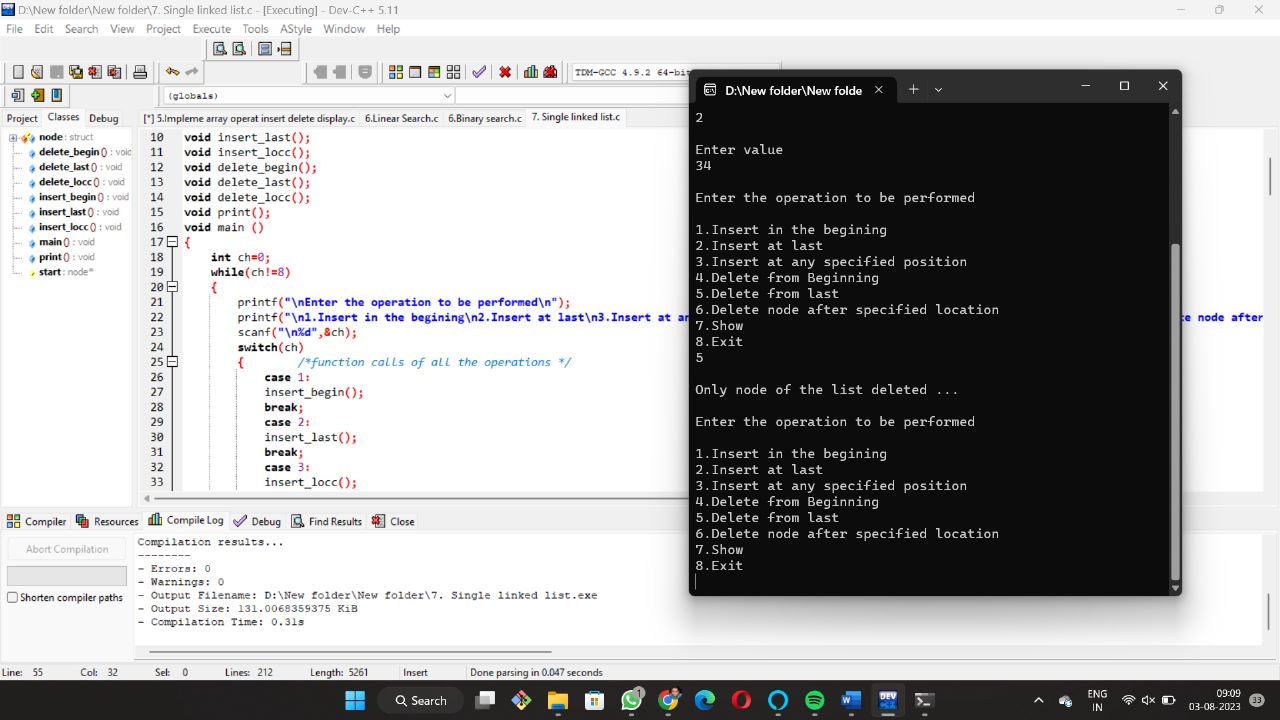 D:\New folder\New folder\7. Single linked list.c - [Executing] - Dev-C++ 5.11
File Edit Search View Project Execute Tools AStyle Window Help
TDM-GCC 4.9.2 64-bit
(globals)
Project Classes Debug
[*] 5.Impleme array operat insert delete display.c 6.Linear Search.c 6.Binary search.c 7. Single linked list.c
node : struct
delete_begin () : void
delete_last () : void
delete_locc () : void
insert_begin () : void
insert_last () : void
insert_locc () : void
main () : void
print () : void
start : node*
10 void insert_last();
11 void insert_locc();
12 void delete_begin();
13 void delete_last();
14 void delete_locc();
15 void print();
16 void main ()
17 {
18 int ch=0;
19 while(ch!=8)
20 {
21 printf("\nEnter the operation to be performed\n");
22 printf("\n1.Insert in the begining\n2.Insert at last\n3.Insert at an
te node after
23 scanf("\n%d",&ch);
24 switch(ch)
25 { /*function calls of all the operations */
26 case 1:
27 insert_begin();
28 break;
29 case 2:
30 insert_last();
31 break;
32 case 3:
33 insert_locc();
D:\New folder\New folde
2
Enter value
34
Enter the operation to be performed
1.Insert in the begining
2.Insert at last
3.Insert at any specified position
4.Delete from Beginning
5.Delete from last
6.Delete node after specified location
7.Show
8.Exit
5
Only node of the list deleted ...
Enter the operation to be performed
1.Insert in the begining
2.Insert at last
3.Insert at any specified position
4.Delete from Beginning
5.Delete from last
6.Delete node after specified location
7.Show
8.Exit
Compiler Resources Compile Log Debug Find Results Close
Abort Compilation
Shorten compiler paths
Compilation results...
--------
- Errors: 0
- Warnings: 0
- Output Filename: D:\New folder\New folder\7. Single linked list.exe
- Output Size: 131.0068359375 KiB
- Compilation Time: 0.31s
Line: 55 Col: 32 Sel: 0 Lines: 212 Length: 5261 Insert Done parsing in 0.047 seconds
Search
1
DEV C++
ENG
IN
09:09
03-08-2023
33